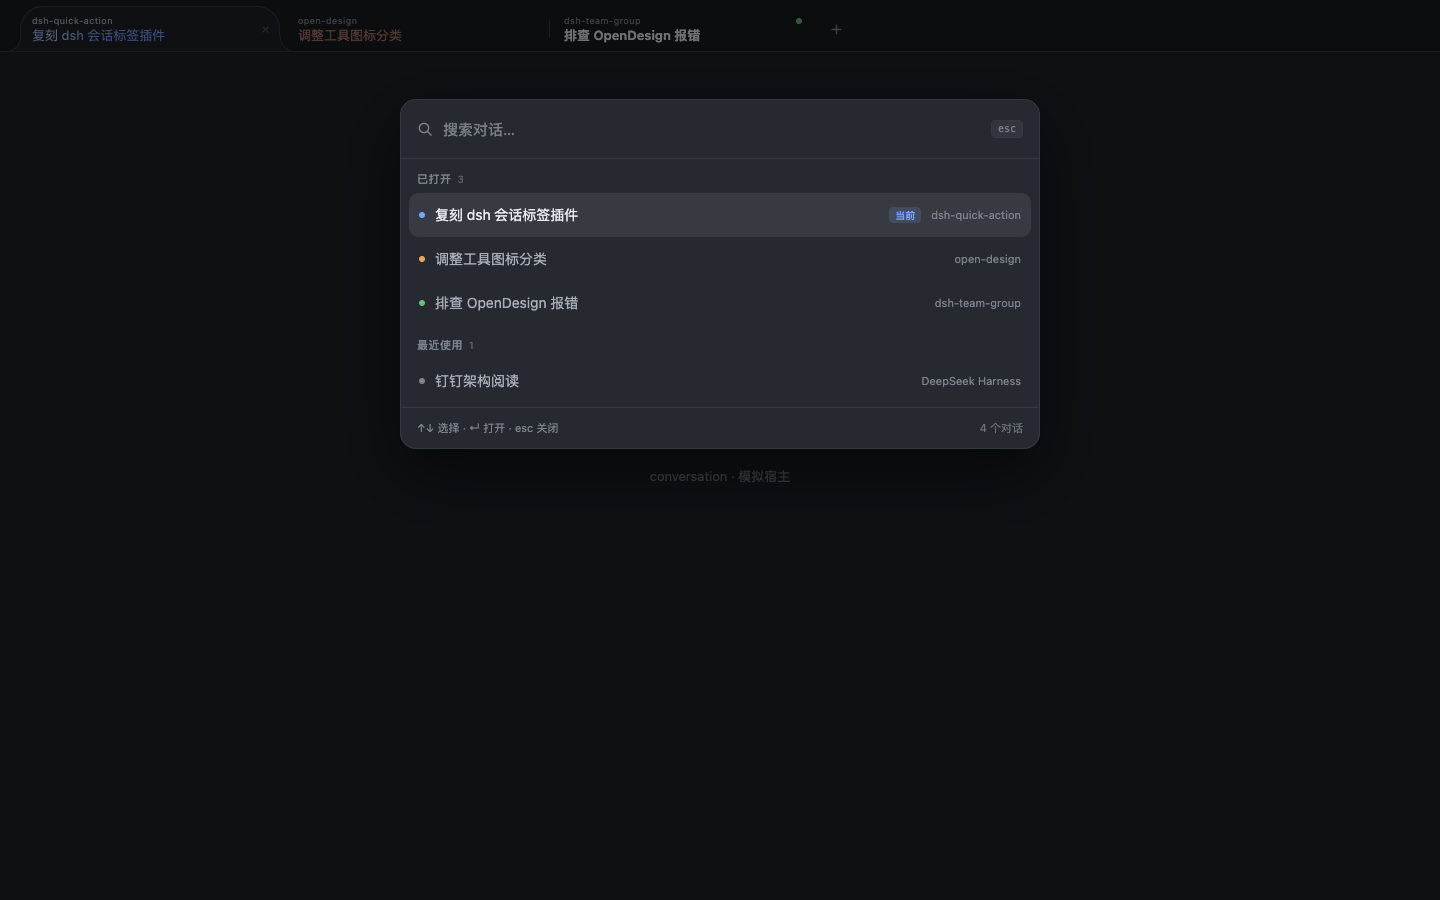 dsh-quick-action
复刻 dsh 会话标签插件
×
open-design
调整工具图标分类
dsh-team-group
排查 OpenDesign 报错
+
搜索对话...
esc
已打开 3
复刻 dsh 会话标签插件
当前
dsh-quick-action
调整工具图标分类
open-design
排查 OpenDesign 报错
dsh-team-group
最近使用 1
钉钉架构阅读
DeepSeek Harness
↑↓ 选择 · ↵ 打开 · esc 关闭
4 个对话
conversation · 模拟宿主